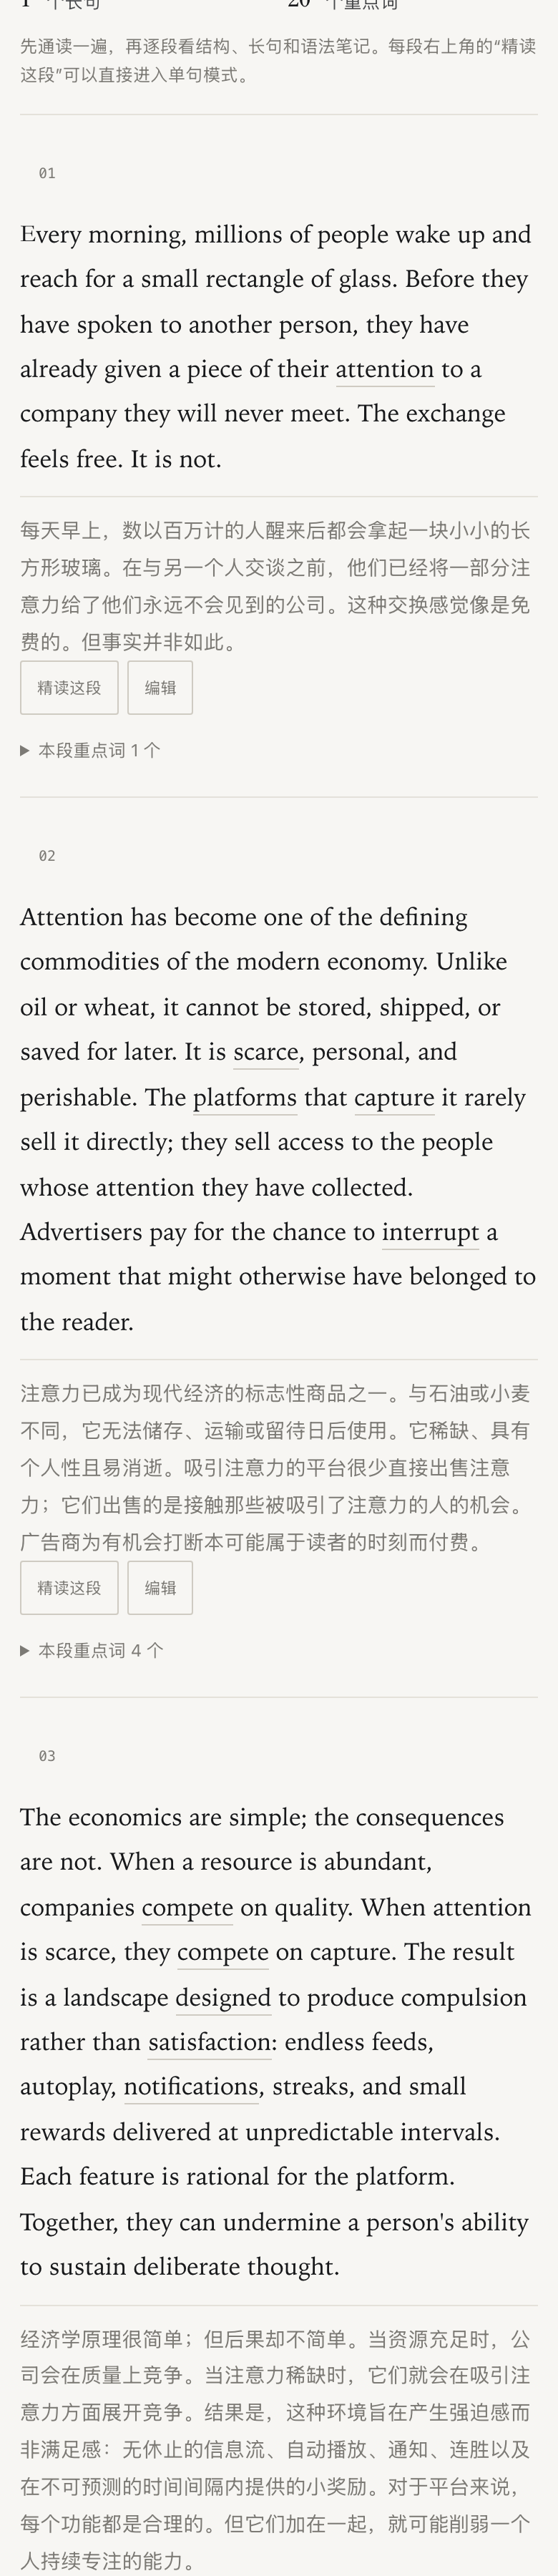 1 个长句 20 个重点词
先通读一遍，再逐段看结构、长句和语法笔记。每段右上角的“精读
这段”可以直接进入单句模式。
01
Every morning, millions of people wake up and
reach for a small rectangle of glass. Before they
have spoken to another person, they have
already given a piece of their attention to a
company they will never meet. The exchange
feels free. It is not.
每天早上，数以百万计的人醒来后都会拿起一块小小的长
方形玻璃。在与另一个人交谈之前，他们已经将一部分注
意力给了他们永远不会见到的公司。这种交换感觉像是免
费的。但事实并非如此。
精读这段 编辑
▶ 本段重点词 1 个
02
Attention has become one of the defining
commodities of the modern economy. Unlike
oil or wheat, it cannot be stored, shipped, or
saved for later. It is scarce, personal, and
perishable. The platforms that capture it rarely
sell it directly; they sell access to the people
whose attention they have collected.
Advertisers pay for the chance to interrupt a
moment that might otherwise have belonged to
the reader.
注意力已成为现代经济的标志性商品之一。与石油或小麦
不同，它无法储存、运输或留待日后使用。它稀缺、具有
个人性且易消逝。吸引注意力的平台很少直接出售注意
力；它们出售的是接触那些被吸引了注意力的人的机会。
广告商为有机会打断本可能属于读者的时刻而付费。
精读这段 编辑
▶ 本段重点词 4 个
03
The economics are simple; the consequences
are not. When a resource is abundant,
companies compete on quality. When attention
is scarce, they compete on capture. The result
is a landscape designed to produce compulsion
rather than satisfaction: endless feeds,
autoplay, notifications, streaks, and small
rewards delivered at unpredictable intervals.
Each feature is rational for the platform.
Together, they can undermine a person's ability
to sustain deliberate thought.
经济学原理很简单；但后果却不简单。当资源充足时，公
司会在质量上竞争。当注意力稀缺时，它们就会在吸引注
意力方面展开竞争。结果是，这种环境旨在产生强迫感而
非满足感：无休止的信息流、自动播放、通知、连胜以及
在不可预测的时间间隔内提供的小奖励。对于平台来说，
每个功能都是合理的。但它们加在一起，就可能削弱一个
人持续专注的能力。